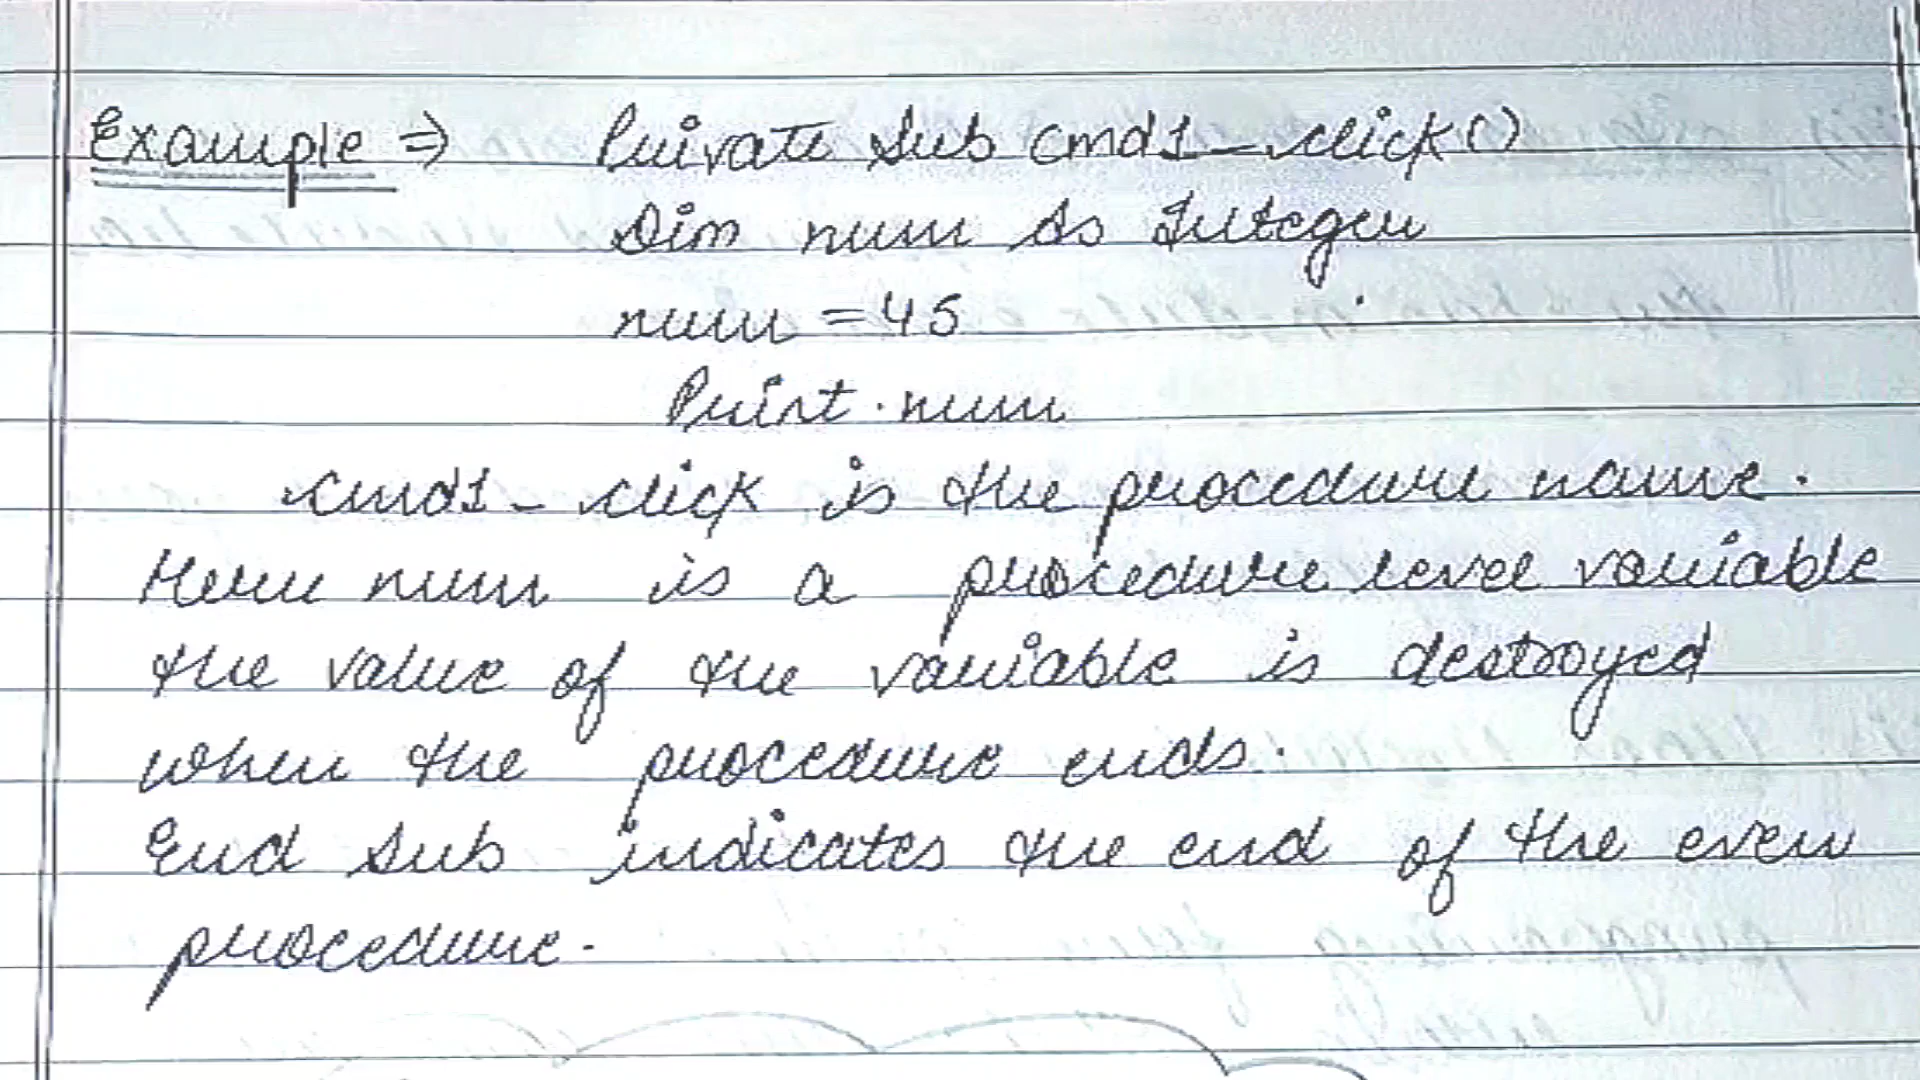 Example ⇒ Private Sub cmd1_click()
Dim num As Integer
num = 45
Print.num
cmd1_click is the procedure name.
Here num is a procedure level variable
the value of the variable is destroyed
when the procedure ends.
End Sub indicates the end of the even
procedure.